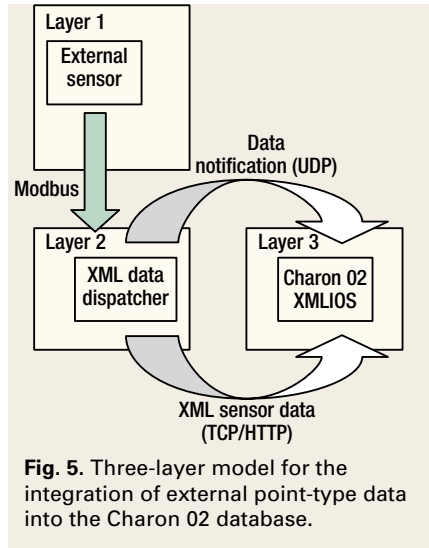 Layer 1
External
sensor
Data
notification (UDP)
Modbus
Layer 2
Layer 3
XML data
dispatcher
Charon 02
XMLIOS
XML sensor data
(TCP/HTTP)
Fig. 5. Three-layer model for the
integration of external point-type data
into the Charon 02 database.